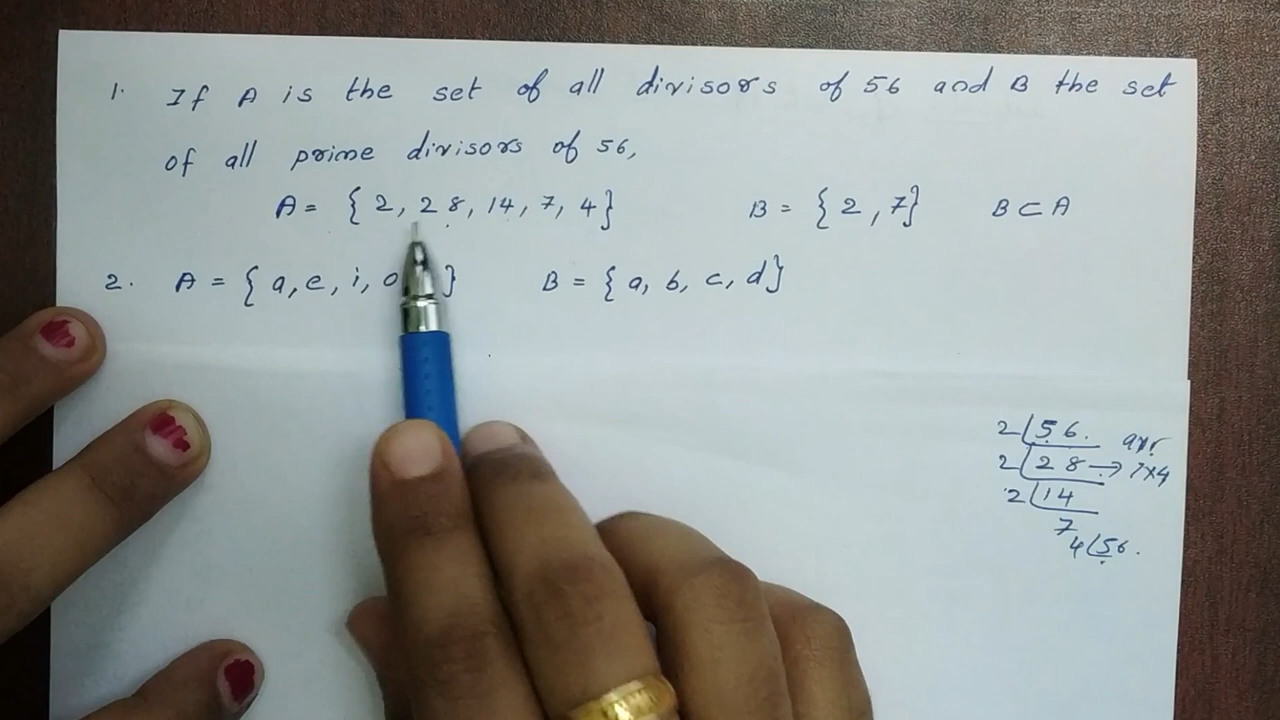 1. If A is the set of all divisors of 56 and B the set
of all prime divisors of 56,
A = { 2, 28, 14, 7, 4} B = {2, 7} B ⊂ A
2. A = { a, e, i, o } B = { a, b, c, d}
2 56.
2 28 → 7×4
2 14
7
4 56.